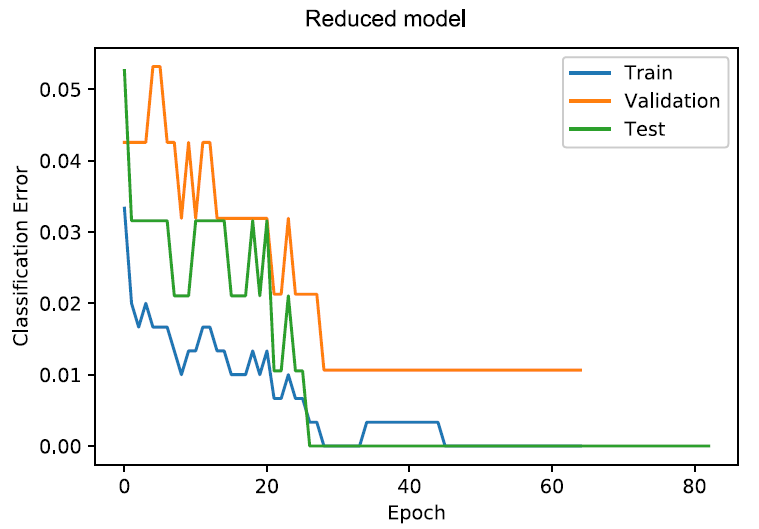 Reduced model
Train
Validation
Test
Classification Error
0.05
0.04
0.03
0.02
0.01
0.00
0 20 40 60 80
Epoch